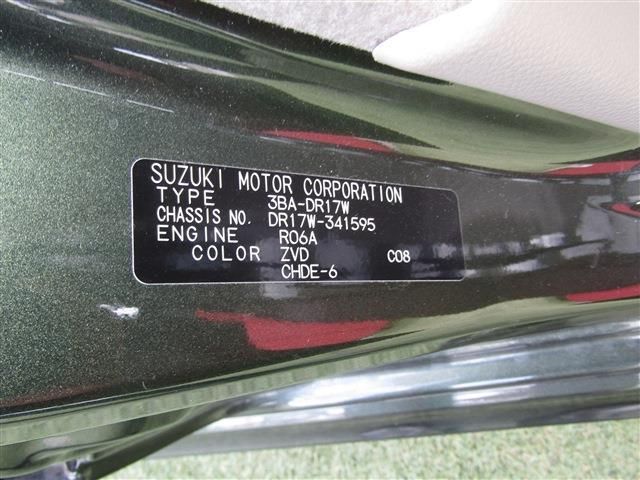 SUZUKI MOTOR CORPORATION
TYPE 3BA-DR17W
CHASSIS NO. DR17W-341595
ENGINE R06A
COLOR ZVD C08
CHDE-6